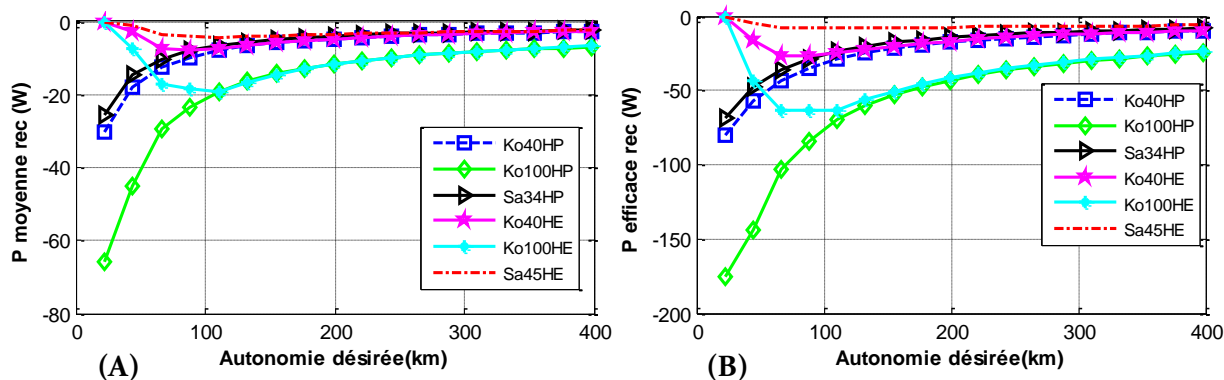 P moyenne rec (W)
0
-20
-40
-60
-80
0
100
200
300
400
Autonomie désirée(km)
(A)
Ko40HP
Ko100HP
Sa34HP
Ko40HE
Ko100HE
Sa45HE
P efficace rec (W)
0
-50
-100
-150
-200
0
100
200
300
400
Autonomie désirée(km)
(B)
Ko40HP
Ko100HP
Sa34HP
Ko40HE
Ko100HE
Sa45HE